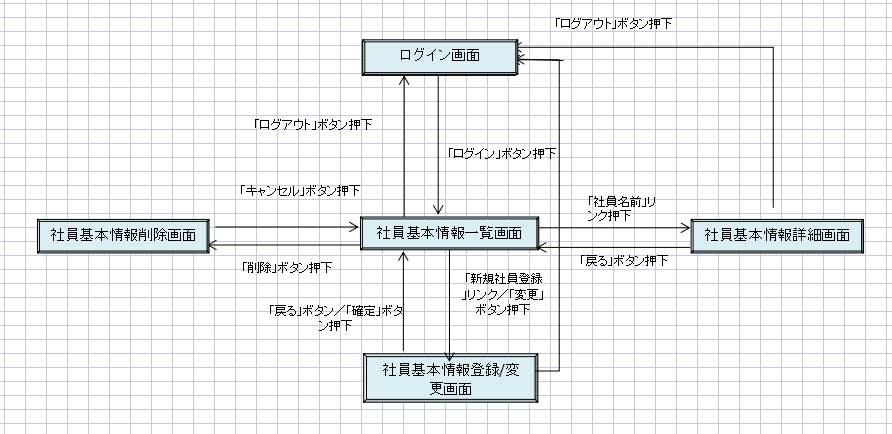 「ログアウト」ボタン押下
ログイン画面
「ログアウト」ボタン押下
「ログイン」ボタン押下
「キャンセル」ボタン押下
「社員名前」リ
ンク押下
社員基本情報削除画面
社員基本情報一覧画面
社員基本情報詳細画面
「削除」ボタン押下
「戻る」ボタン押下
「新規社員登録
」リンク／「変更」
ボタン押下
「戻る」ボタン／「確定」ボタ
ン押下
社員基本情報登録/変
更画面